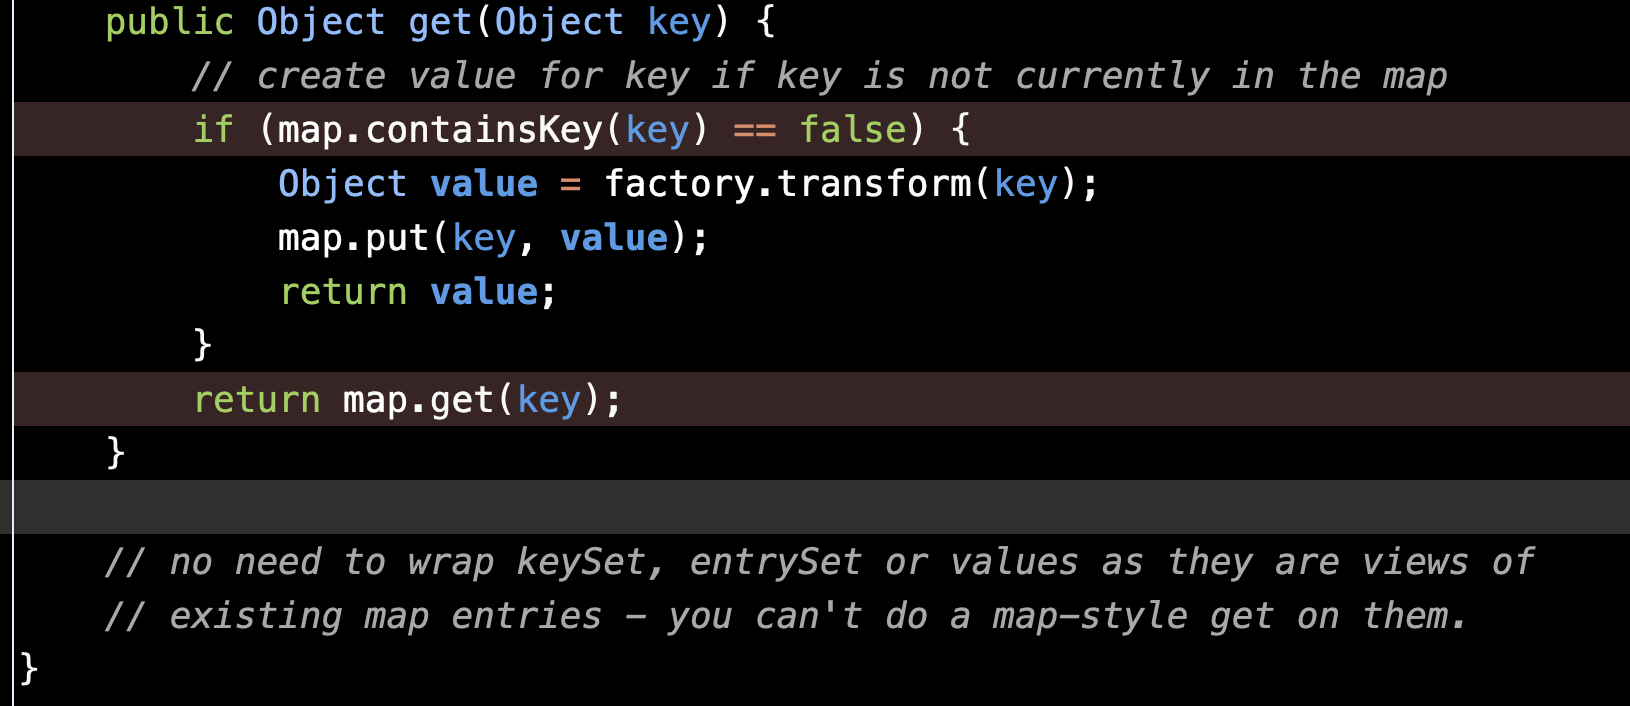 public Object get(Object key) {
// create value for key if key is not currently in the map
if (map.containsKey(key) == false) {
Object value = factory.transform(key);
map.put(key, value);
return value;
}
return map.get(key);
}
// no need to wrap keySet, entrySet or values as they are views of
// existing map entries - you can't do a map-style get on them.
}